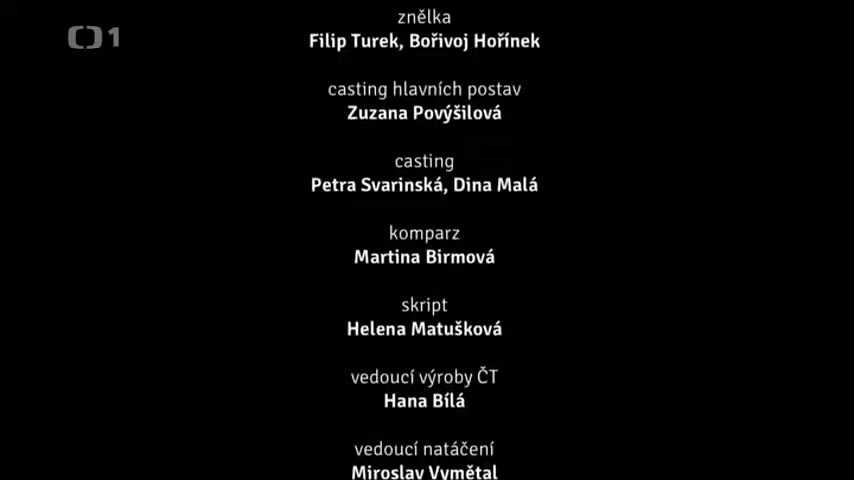 znělka
1
Filip Turek, Bořivoj Hořínek
casting hlavních postav
Zuzana Povýšilová
casting
Petra Svarinská, Dina Malá
komparz
Martina Birmová
skript
Helena Matušková
vedoucí výroby ČT
Hana Bílá
vedoucí natáčení
Miroslav Vymětal